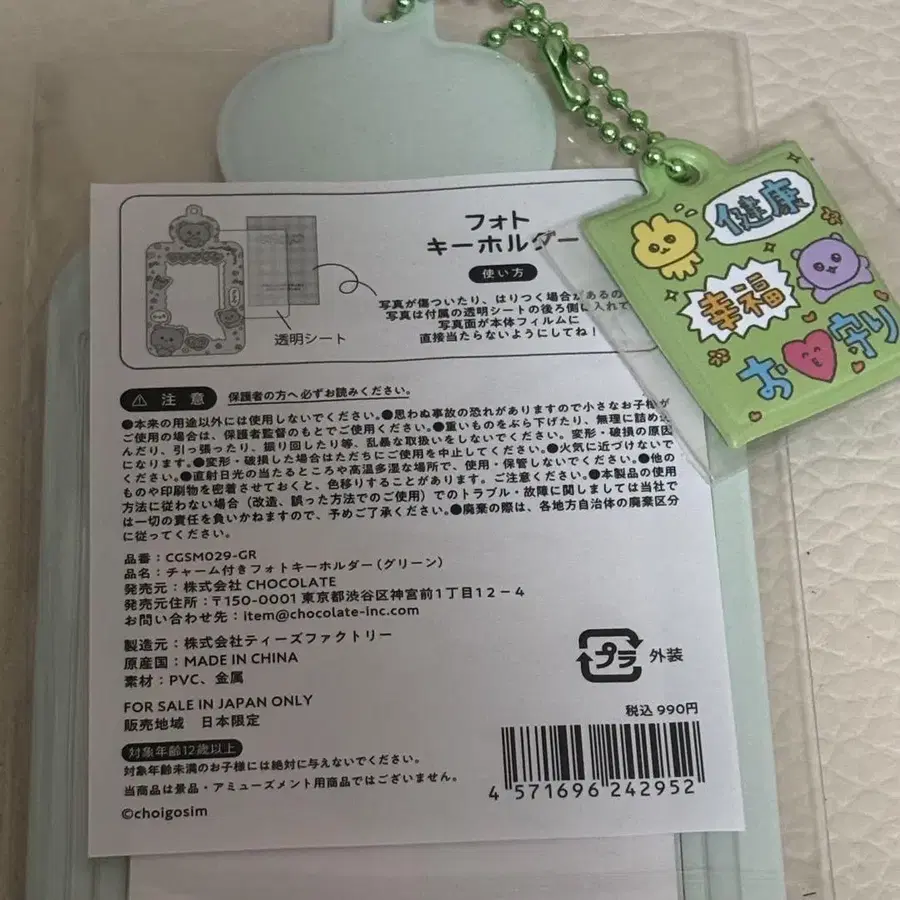 フォト
キーホルダー
使い方
写真が傷ついたり、はりつく場合があるの
写真は付属の透明シートの後ろ側に入れて
写真面が本体フィルムに
直接当たらないようにしてね!
透明シート
健康
幸福
お守り
⚠ 注意 保護者の方へ必ずお読みください。
●本来の用途以外には使用しないでください。●思わぬ事故の恐れがありますので小さなお子様が
ご使用の場合は、保護者監督のもとでご使用ください。●重いものをぶら下げたり、無理に詰め込
んだり、引っ張ったり、振り回したり等、乱暴な取扱いをしないでください。変形・破損の原因
になります。●変形・破損した場合はただちにご使用を中止してください。●火気に近づけないで
ください。●直射日光の当たるところや高温多湿な場所で、使用・保管しないでください。●他の
ものや印刷物を密着させておくと、色移りすることがあります。ご注意ください。●本製品の使用
方法に従わない場合(改造、誤った方法でのご使用)でのトラブル・故障に関しましては当社で
は一切の責任を負いかねますので、予めご了承ください。●廃棄の際は、各地方自治体の廃棄区分
に従ってください。
品番:CGSM029-GR
品名:チャーム付きフォトキーホルダー(グリーン)
発売元:株式会社 CHOCOLATE
発売元住所:〒150-0001 東京都渋谷区神宮前1丁目12-4
お問い合わせ先:item@chocolate-inc.com
製造元:株式会社ティーズファクトリー
原産国:MADE IN CHINA
素材:PVC、金属
プラ 外装
FOR SALE IN JAPAN ONLY
販売地域 日本限定
税込 990円
対象年齢12歳以上
対象年齢未満のお子様には絶対に与えないでください。
当商品は景品・アミューズメント用商品ではございません。
4 571696 242952
©choigosim